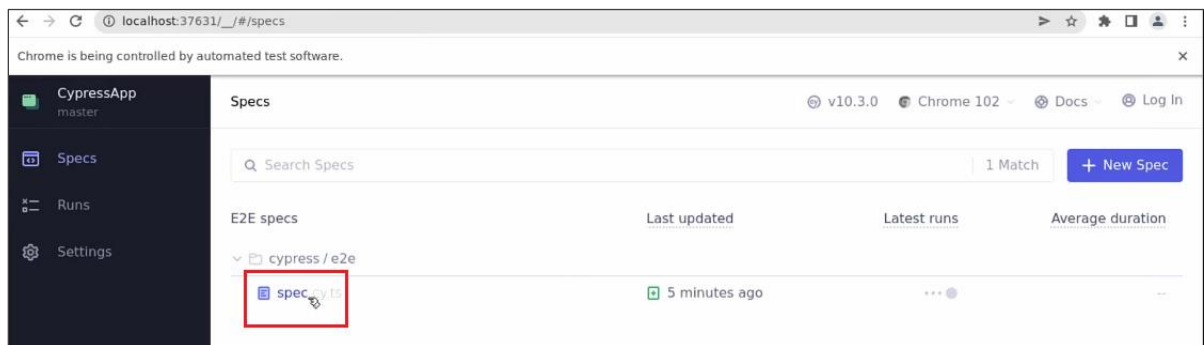 localhost:37631/__/#/specs
Chrome is being controlled by automated test software.
CypressApp
master
Specs
v10.3.0
Chrome 102
Docs
Log In
Specs
Runs
Settings
Search Specs
1 Match
+ New Spec
E2E specs
Last updated
Latest runs
Average duration
cypress / e2e
spec.cy.ts
5 minutes ago
--